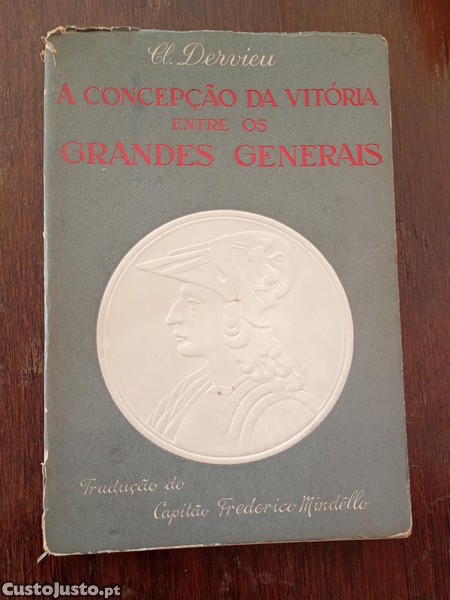 Cl. Dervieu
A CONCEPÇÃO DA VITÓRIA
ENTRE OS
GRANDES GENERAIS
Tradução do
Capitão Frederico Mindêllo
CustoJusto.pt